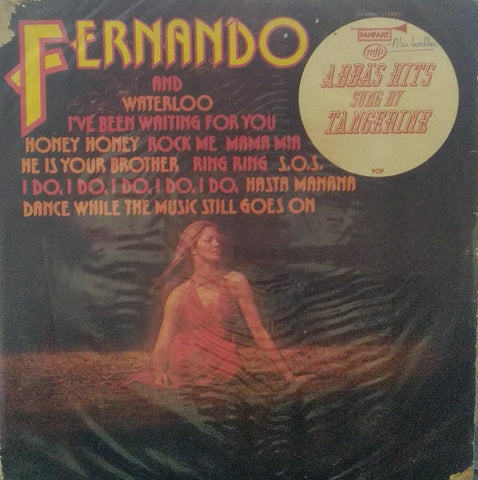 FERNANDO
AND
WATERLOO
I'VE BEEN WAITING FOR YOU
HONEY HONEY ROCK ME MAMA MIA
HE IS YOUR BROTHER RING RING S.O.S.
I DO, I DO, I DO, I DO, I DO, HASTA MANANA
DANCE WHILE THE MUSIC STILL GOES ON
FANFARE
mfp
ABBA'S HITS
SUNG BY
TANGERINE
POP